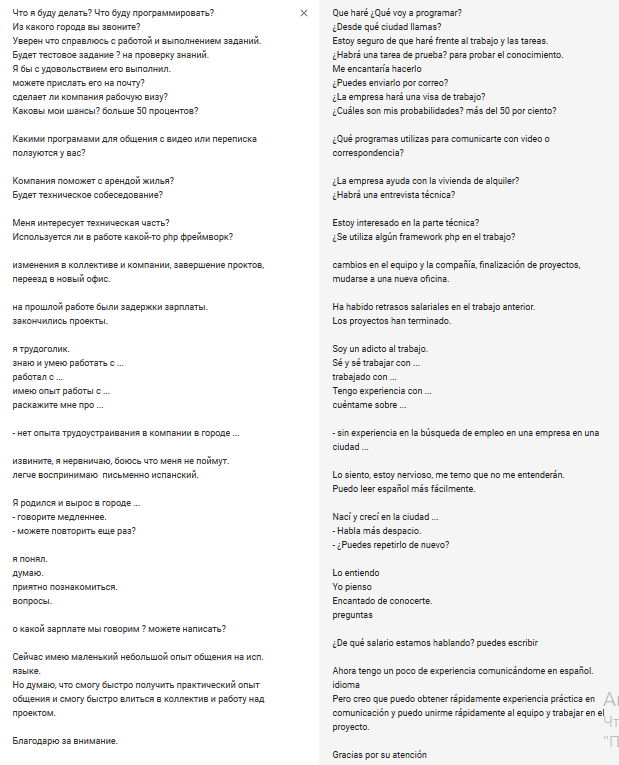 Что я буду делать? Что буду программировать?
Из какого города вы звоните?
Уверен что справлюсь с работой и выполнением заданий.
Будет тестовое задание ? на проверку знаний.
Я бы с удовольствием его выполнил.
можете прислать его на почту?
сделает ли компания рабочую визу?
Каковы мои шансы? больше 50 процентов?
Какими програмами для общения с видео или переписка
ползуются у вас?
Компания поможет с арендой жилья?
Будет техническое собеседование?
Меня интересует техническая часть?
Используется ли в работе какой-то php фреймворк?
изменения в коллективе и компании, завершение проктов,
переезд в новый офис.
на прошлой работе были задержки зарплаты.
закончились проекты.
я трудоголик.
знаю и умею работать с ...
работал с ...
имею опыт работы с ...
раскажите мне про ...
- нет опыта трудоустраивания в компании в городе ...
извините, я нервничаю, боюсь что меня не поймут.
легче воспринимаю письменно испанский.
Я родился и вырос в городе ...
- говорите медленнее.
- можете повторить еще раз?
я понял.
думаю.
приятно познакомиться.
вопросы.
о какой зарплате мы говорим ? можете написать?
Сейчас имею маленький небольшой опыт общения на исп.
языке.
Но думаю, что смогу быстро получить практический опыт
общения и смогу быстро влиться в коллектив и работу над
проектом.
Благодарю за внимание.
Que haré ¿Qué voy a programar?
¿Desde qué ciudad llamas?
Estoy seguro de que haré frente al trabajo y las tareas.
¿Habrá una tarea de prueba? para probar el conocimiento.
Me encantaría hacerlo
¿Puedes enviarlo por correo?
¿La empresa hará una visa de trabajo?
¿Cuáles son mis probabilidades? más del 50 por ciento?
¿Qué programas utilizas para comunicarte con video o
correspondencia?
¿La empresa ayuda con la vivienda de alquiler?
¿Habrá una entrevista técnica?
Estoy interesado en la parte técnica?
¿Se utiliza algún framework php en el trabajo?
cambios en el equipo y la compañía, finalización de proyectos,
mudarse a una nueva oficina.
Ha habido retrasos salariales en el trabajo anterior.
Los proyectos han terminado.
Soy un adicto al trabajo.
Sé y sé trabajar con ...
trabajado con ...
Tengo experiencia con ...
cuéntame sobre ...
- sin experiencia en la búsqueda de empleo en una empresa en una
ciudad ...
Lo siento, estoy nervioso, me temo que no me entenderán.
Puedo leer español más fácilmente.
Nací y crecí en la ciudad ...
- Habla más despacio.
- ¿Puedes repetirlo de nuevo?
Lo entiendo
Yo pienso
Encantado de conocerte.
preguntas
¿De qué salario estamos hablando? puedes escribir
Ahora tengo un poco de experiencia comunicándome en español.
idioma
Pero creo que puedo obtener rápidamente experiencia práctica en
comunicación y puedo unirme rápidamente al equipo y trabajar en el
proyecto.
Gracias por su atención